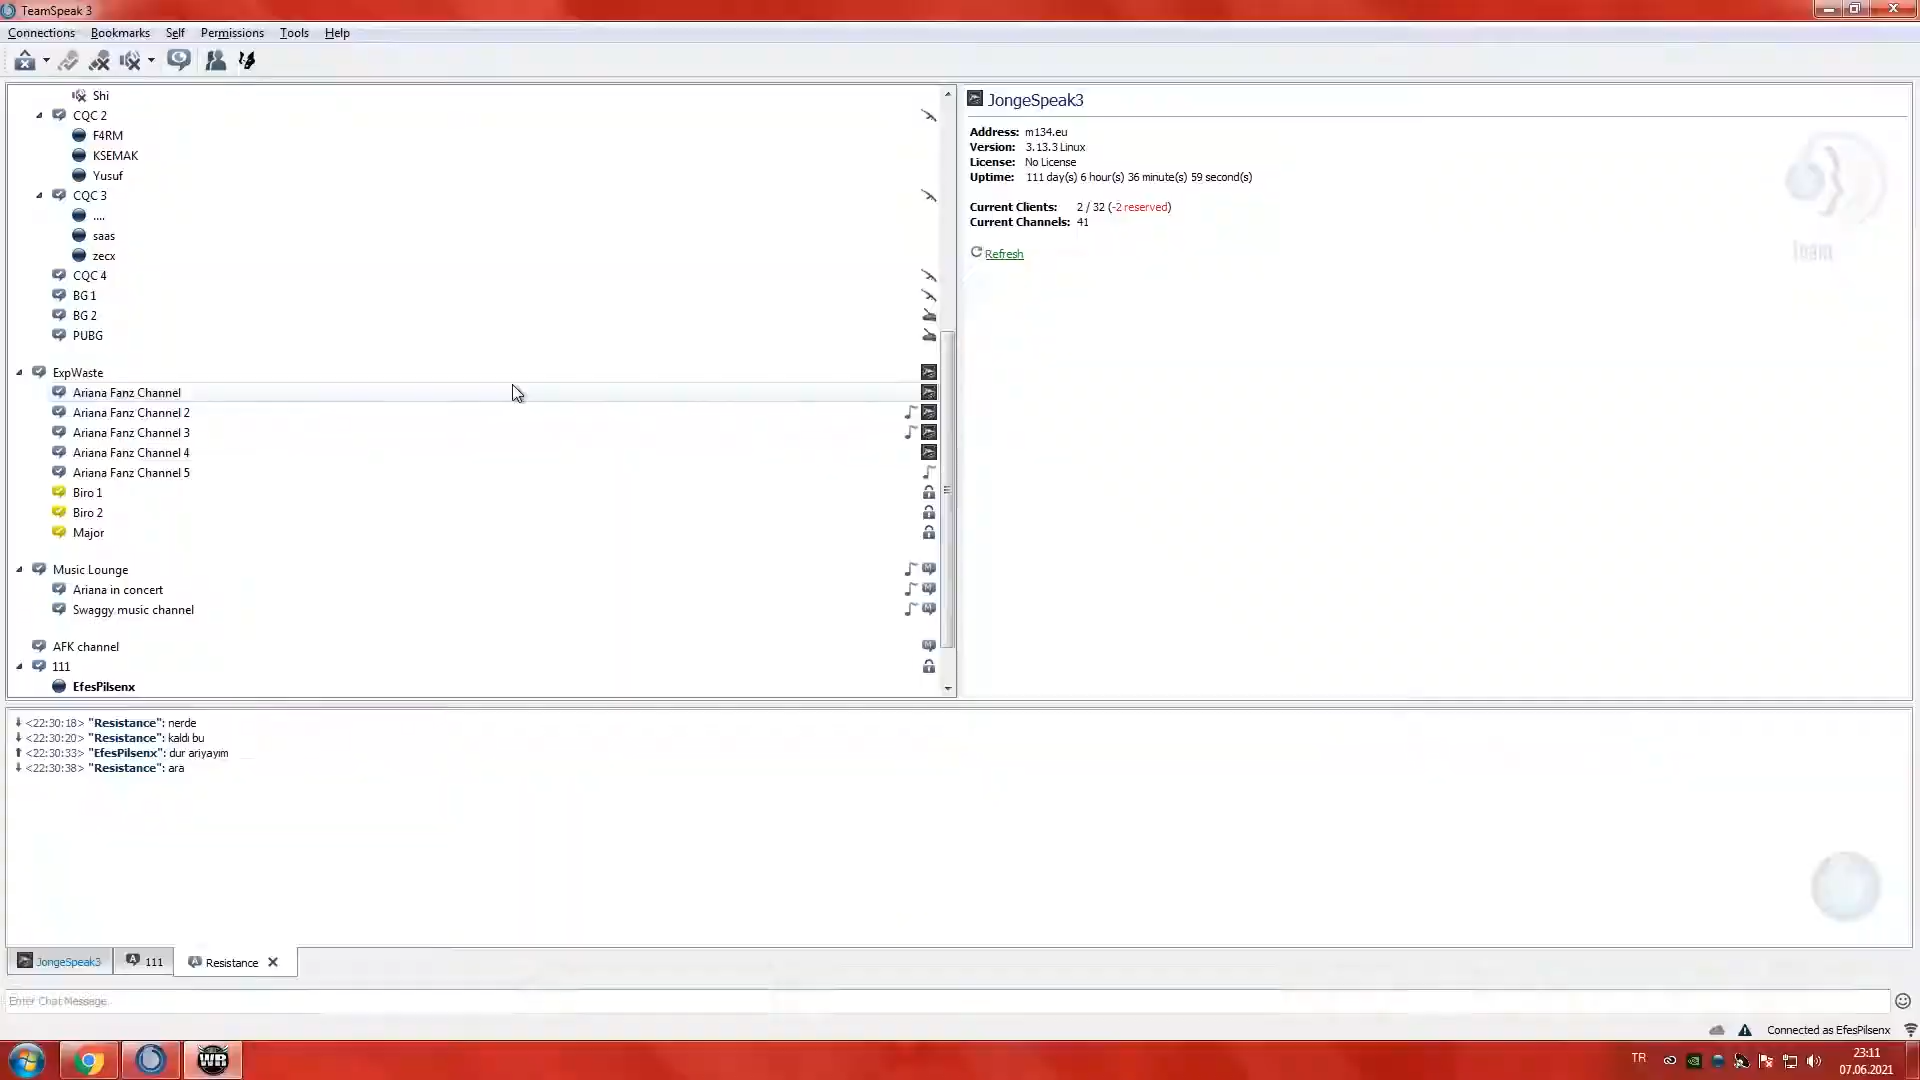 TeamSpeak 3
Connections Bookmarks Self Permissions Tools Help
Shi
CQC 2
F4RM
KSEMAK
Yusuf
CQC 3
....
saas
zecx
CQC 4
BG 1
BG 2
PUBG
ExpWaste
Ariana Fanz Channel
Ariana Fanz Channel 2
Ariana Fanz Channel 3
Ariana Fanz Channel 4
Ariana Fanz Channel 5
Biro 1
Biro 2
Major
Music Lounge
Ariana in concert
Swaggy music channel
AFK channel
111
EfesPilsenx
JongeSpeak3
Address: m134.eu
Version: 3.13.3 Linux
License: No License
Uptime: 111 day(s) 6 hour(s) 36 minute(s) 59 second(s)
Current Clients: 2 / 32 (-2 reserved)
Current Channels: 41
Refresh
team
<22:30:18> "Resistance": nerde
<22:30:20> "Resistance": kaldı bu
<22:30:33> "EfesPilsenx": dur ariyayım
<22:30:38> "Resistance": ara
JongeSpeak3 111 Resistance
Enter Chat Message...
Connected as EfesPilsenx
WR
TR
23:11
07.06.2021